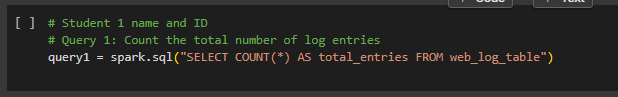 [ ] # Student 1 name and ID
# Query 1: Count the total number of log entries
query1 = spark.sql("SELECT COUNT(*) AS total_entries FROM web_log_table")